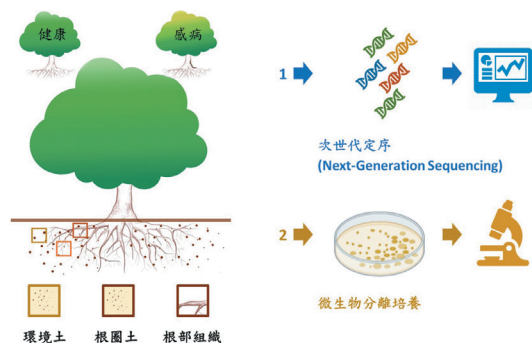 健康
感病
1
次世代定序
(Next-Generation Sequencing)
2
微生物分離培養
環境土
根圈土
根部組織